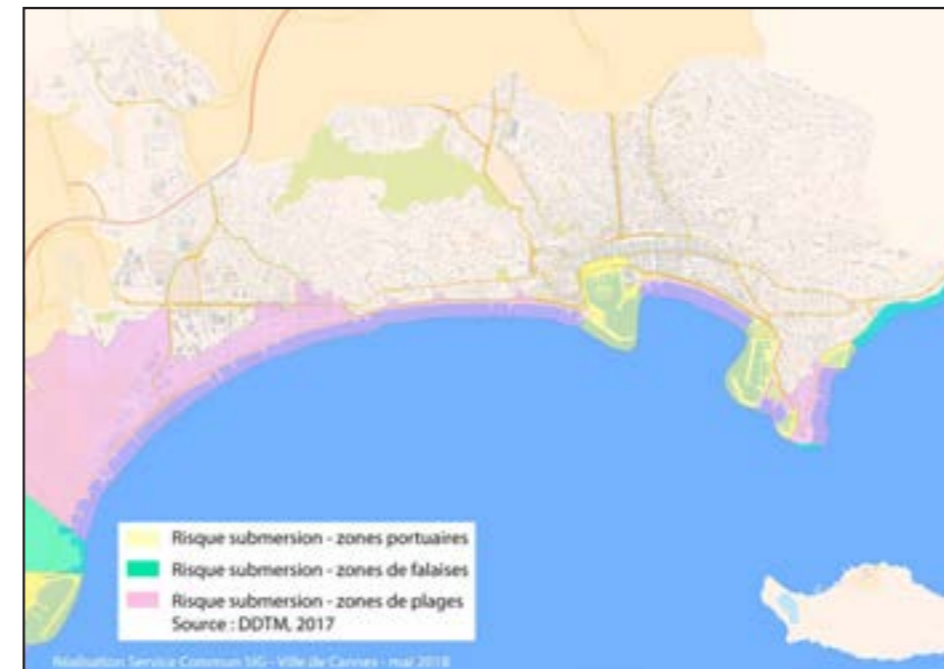 Risque submersion - zones portuaires
Risque submersion - zones de falaises
Risque submersion - zones de plages
Source : DDTM, 2017
Réalisation Service Commun SIG - Ville de Cannes - mai 2018